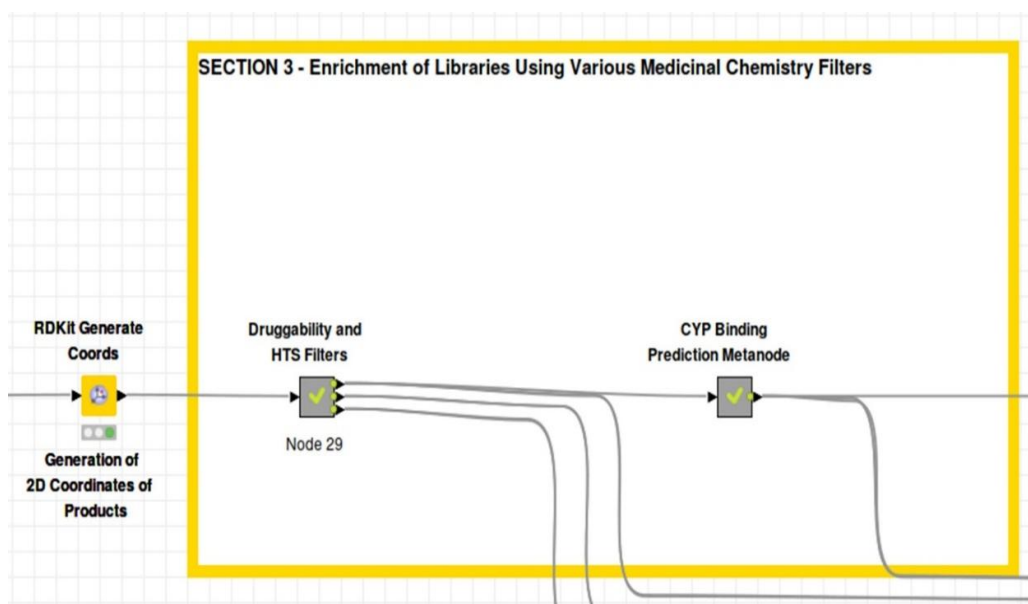 SECTION 3 - Enrichment of Libraries Using Various Medicinal Chemistry Filters
RDKit Generate
Coords
Generation of
2D Coordinates of
Products
Druggability and
HTS Filters
Node 29
CYP Binding
Prediction Metanode